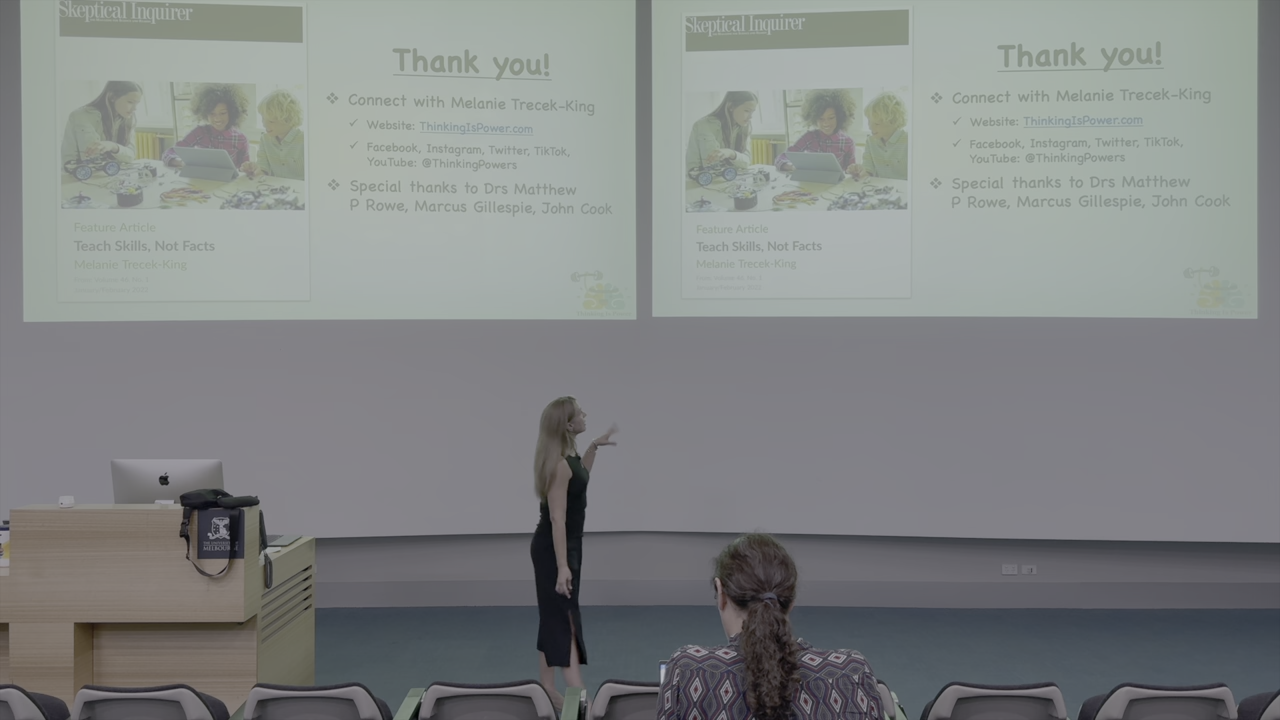 Skeptical Inquirer
Thank you!
❖ Connect with Melanie Trecek-King
✓ Website: ThinkingIsPower.com
✓ Facebook, Instagram, Twitter, TikTok,
YouTube: @ThinkingPowers
❖ Special thanks to Drs Matthew
P Rowe, Marcus Gillespie, John Cook
Feature Article
Teach Skills, Not Facts
Melanie Trecek-King
Skeptical Inquirer
Thank you!
❖ Connect with Melanie Trecek-King
✓ Website: ThinkingIsPower.com
✓ Facebook, Instagram, Twitter, TikTok,
YouTube: @ThinkingPowers
❖ Special thanks to Drs Matthew
P Rowe, Marcus Gillespie, John Cook
Feature Article
Teach Skills, Not Facts
Melanie Trecek-King
MELBOURNE